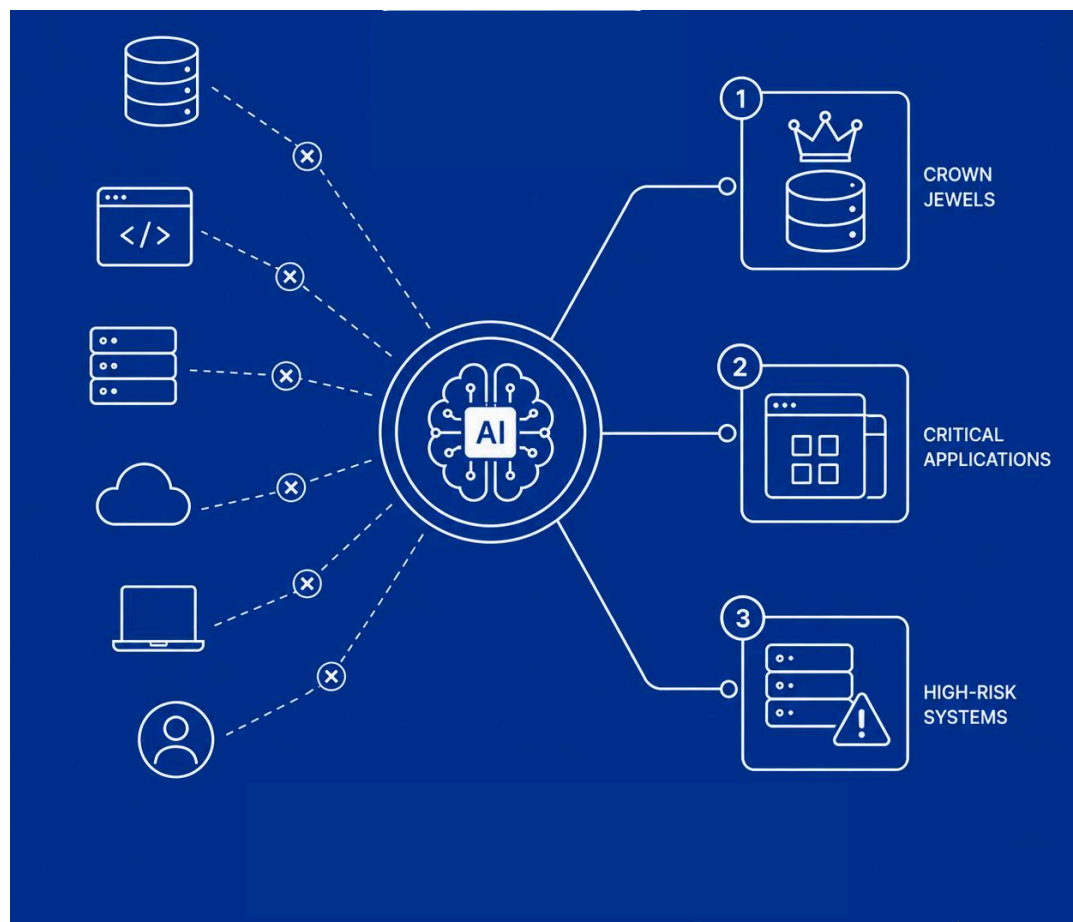 </>
AI
1
CROWN
JEWELS
2
CRITICAL
APPLICATIONS
3
HIGH-RISK
SYSTEMS